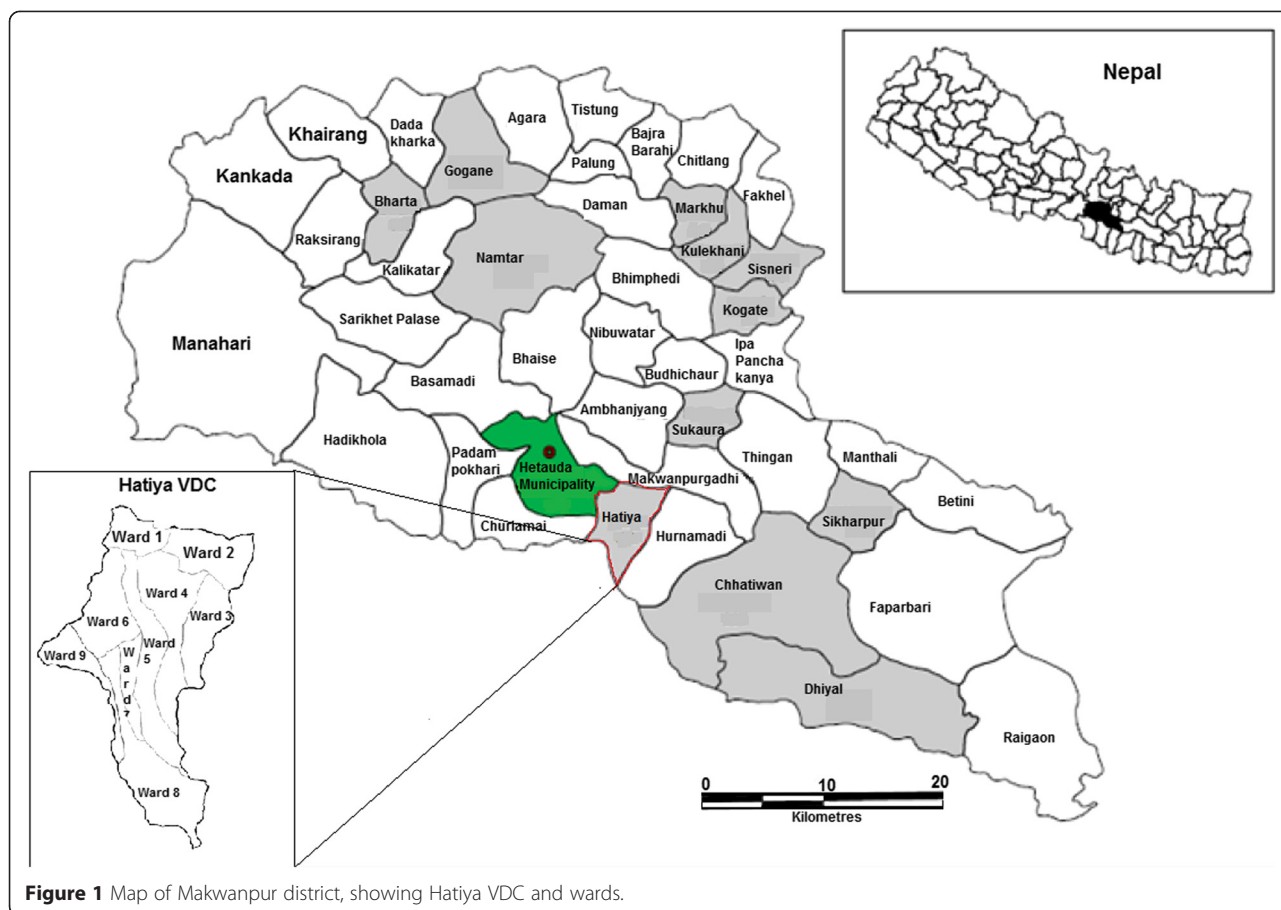 Nepal
Khairang
Dada
kharka
Agara
Tistung
Bajra
Barahi
Chitlang
Kankada
Gogane
Palung
Fakhel
Bharta
Daman
Markhu
Raksirang
Kalikatar
Namtar
Kulekhani
Sisneri
Bhimphedi
Kogate
Sarikhet Palase
Manahari
Nibuwatar
Ipa
Pancha
kanya
Bhaise
Budhichaur
Basamadi
Ambhanjyang
Sukaura
Hadikhola
Padam
pokhari
Hetauda
Municipality
Makwanpurgadhi
Thingan
Manthali
Betini
Churlamai
Hatiya
Hurnamadi
Sikharpur
Chhatiwan
Faparbari
Dhiyal
Raigaon
Hatiya VDC
Ward 1
Ward 2
Ward 4
Ward 3
Ward 6
Ward
5
Ward 9
Ward7
Ward 8
0 10 20
Kilometres
Figure 1 Map of Makwanpur district, showing Hatiya VDC and wards.